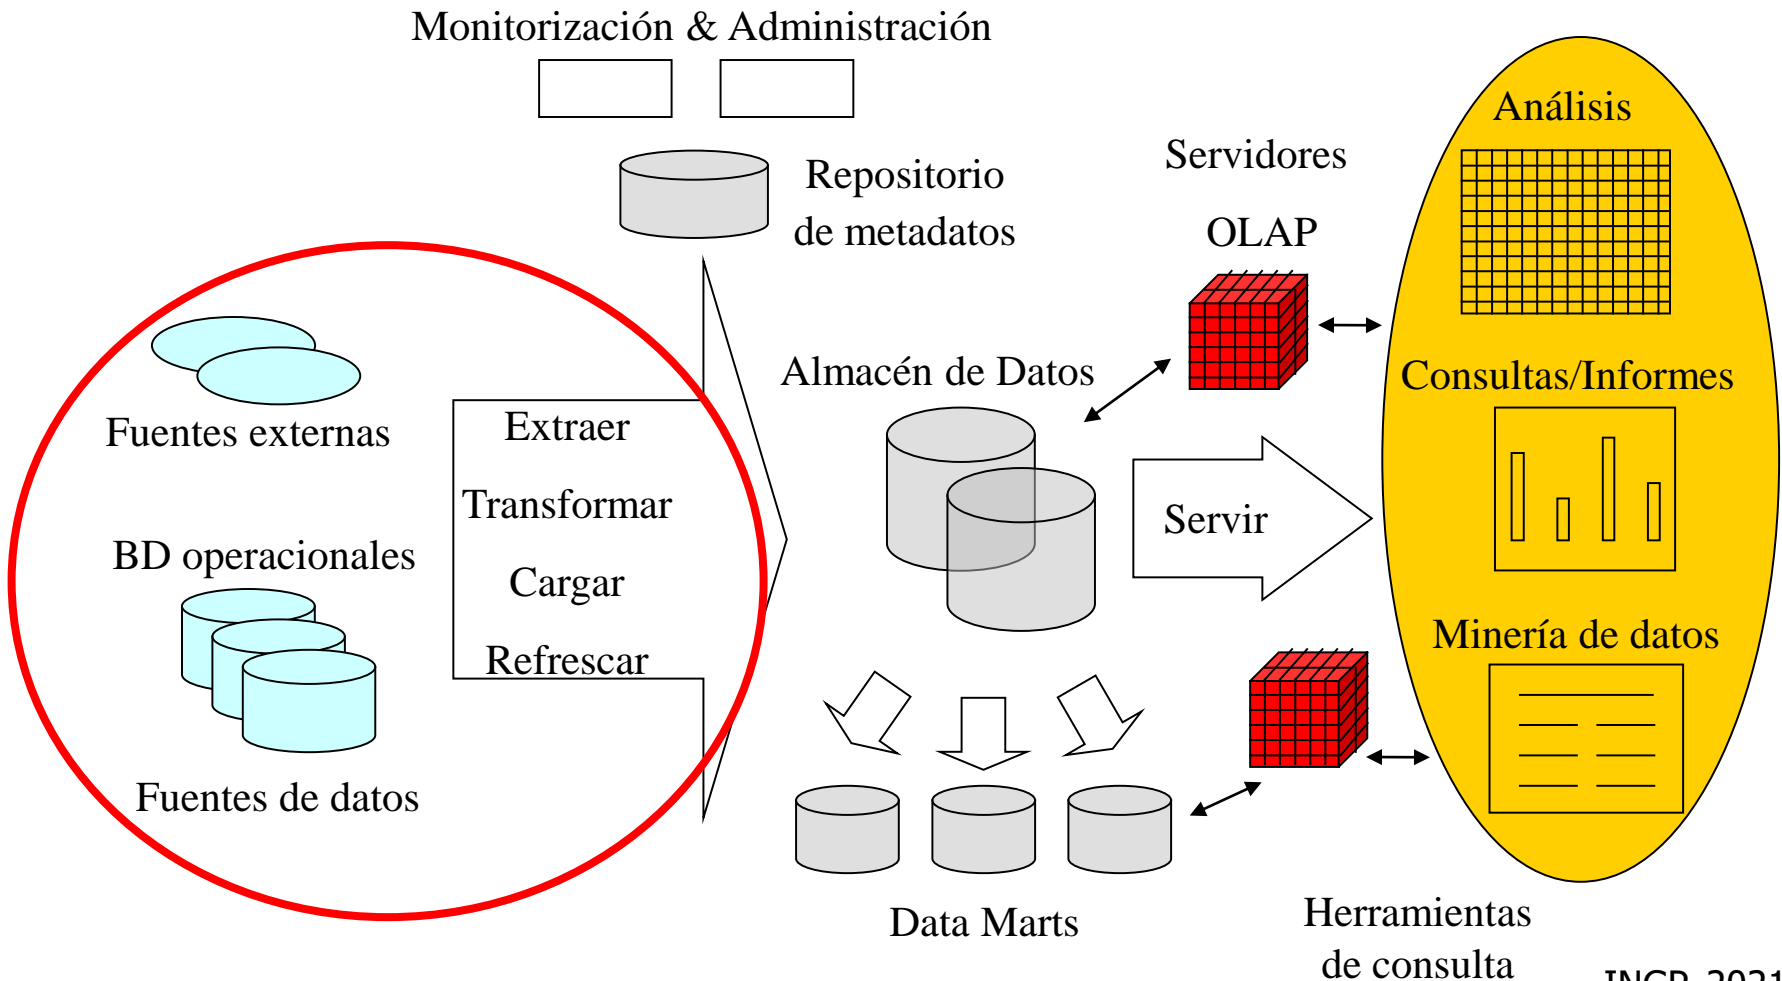 Monitorización & Administración
Repositorio
de metadatos
Servidores
OLAP
Análisis
Fuentes externas
Extraer
Transformar
Cargar
Refrescar
BD operacionales
Fuentes de datos
Almacén de Datos
Servir
Consultas/Informes
Minería de datos
Data Marts
Herramientas
de consulta
2021